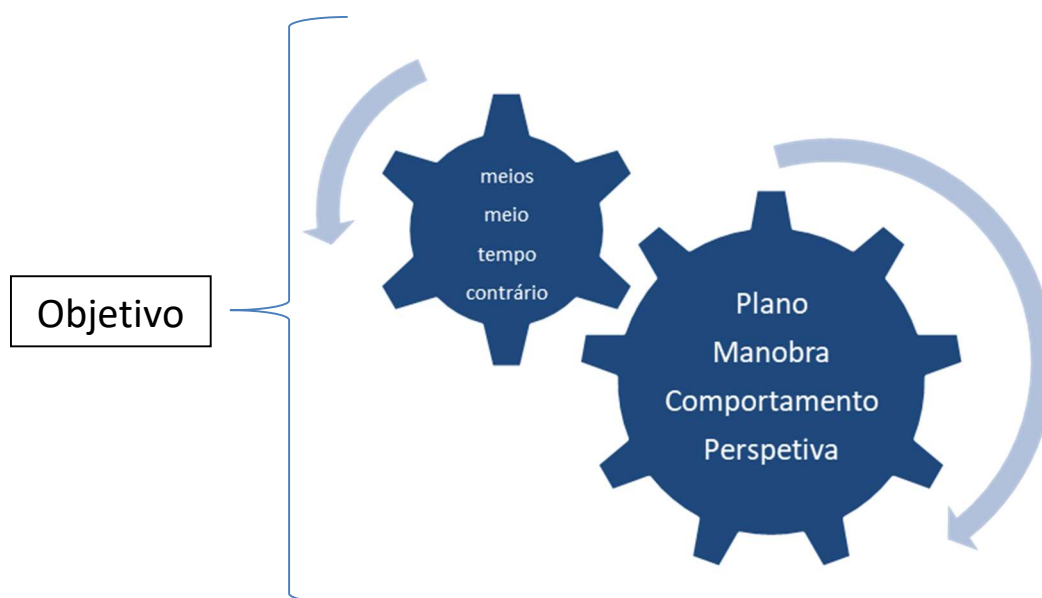 Objetivo
meios
meio
tempo
contrário
Plano
Manobra
Comportamento
Perspetiva